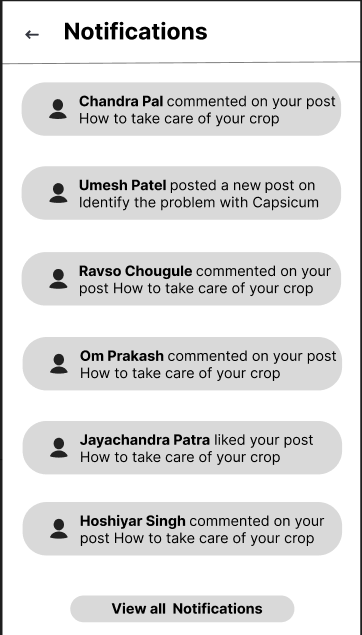 Notifications
Chandra Pal commented on your post
How to take care of your crop
Umesh Patel posted a new post on
Identify the problem with Capsicum
Ravso Chougule commented on your
post How to take care of your crop
Om Prakash commented on your post
How to take care of your crop
Jayachandra Patra liked your post
How to take care of your crop
Hoshiyar Singh commented on your
post How to take care of your crop
View all Notifications